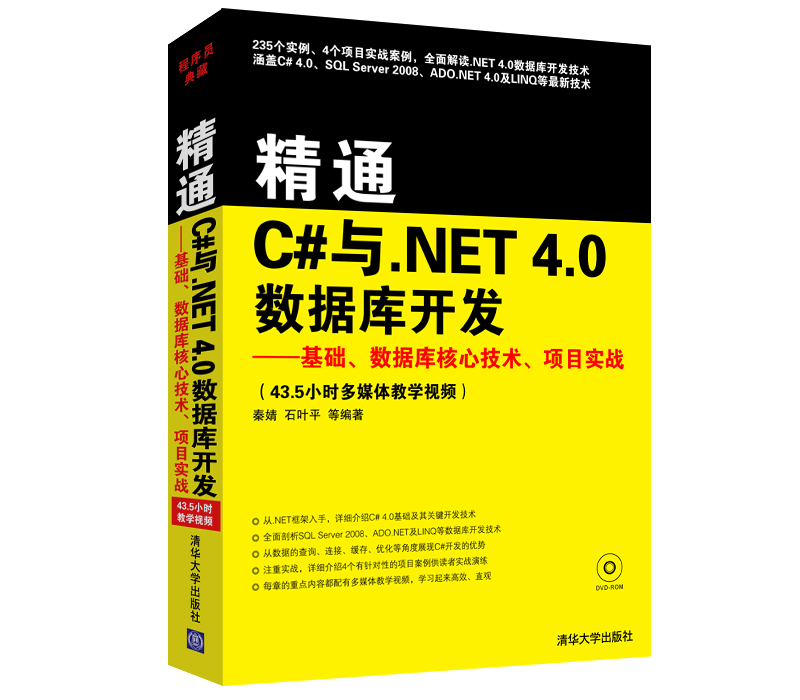 程序员
典藏
精通
C#与.NET 4.0数据库开发
——基础、数据库核心技术、项目实战
43.5小时
教学视频
清华大学出版社
235个实例、4个项目实战案例，全面解读.NET 4.0数据库开发技术
涵盖C# 4.0、SQL Server 2008、ADO.NET 4.0及LINQ等最新技术
精通
C#与.NET 4.0
数据库开发
——基础、数据库核心技术、项目实战
（43.5小时多媒体教学视频）
秦婧 石叶平 等编著
从.NET框架入手，详细介绍C# 4.0基础及其关键开发技术
全面剖析SQL Server 2008、ADO.NET及LINQ等数据库开发技术
从数据的查询、连接、缓存、优化等角度展现C#开发的优势
注重实战，详细介绍4个有针对性的项目案例供读者实战演练
每章的重点内容都配有多媒体教学视频，学习起来高效、直观
DVD-ROM
清华大学出版社